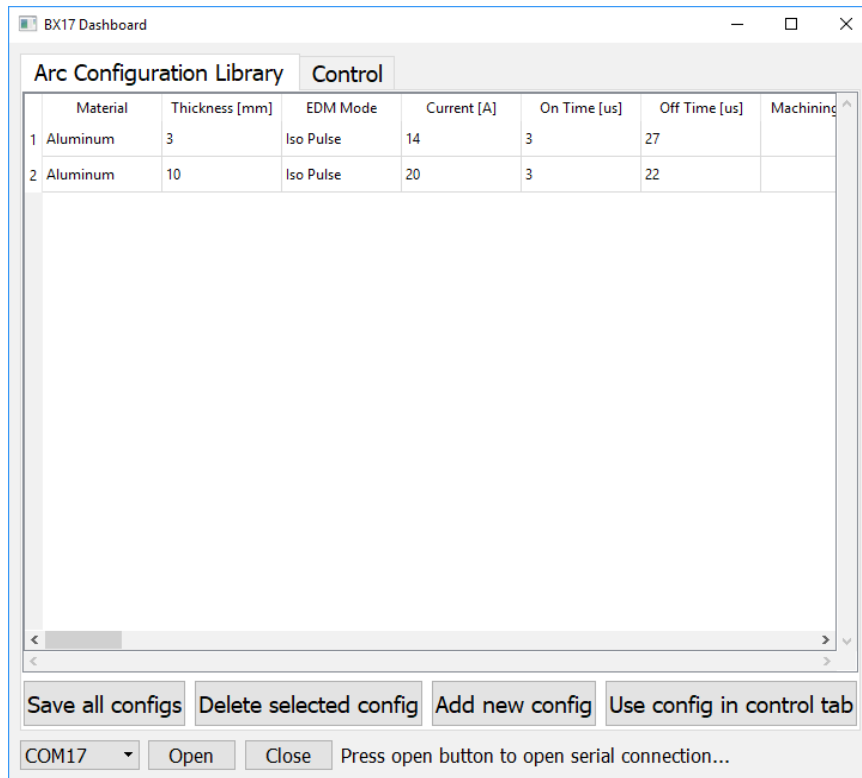 BX17 Dashboard
Arc Configuration Library Control
Material Thickness [mm] EDM Mode Current [A] On Time [us] Off Time [us] Machining
1 Aluminum 3 Iso Pulse 14 3 27
2 Aluminum 10 Iso Pulse 20 3 22
Save all configs Delete selected config Add new config Use config in control tab
COM17 Open Close Press open button to open serial connection...